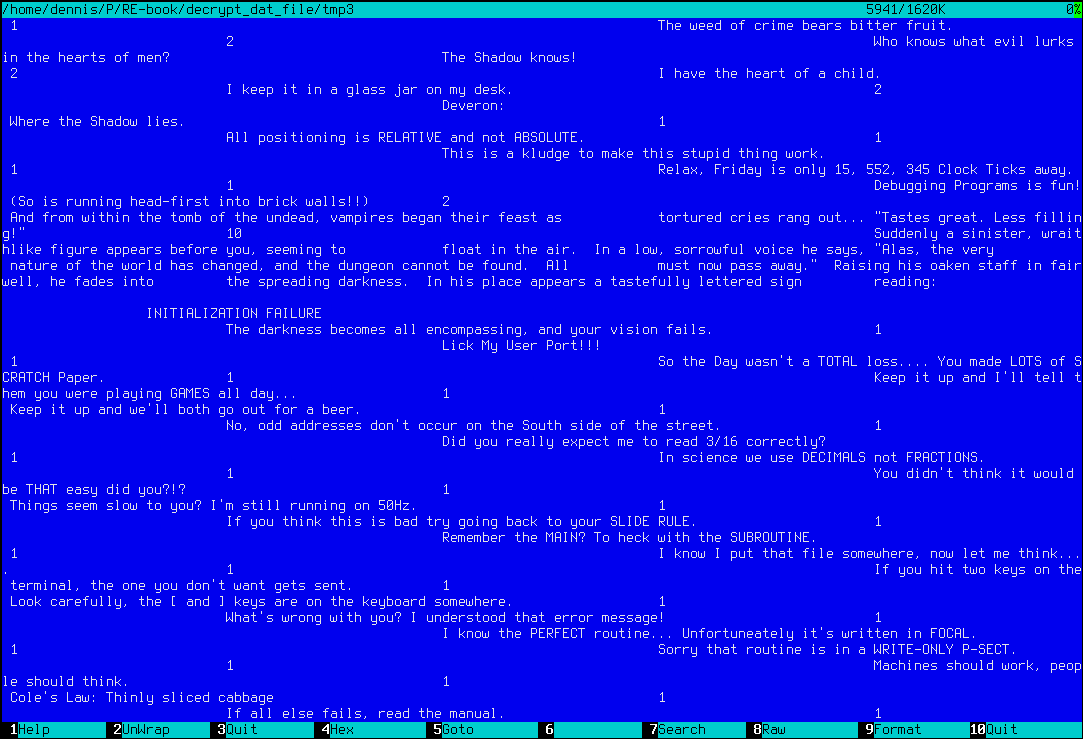 /home/dennis/P/RE-book/decrypt_dat_file/tmp3 5941/1620K 0%
1 The weed of crime bears bitter fruit.
2 Who knows what evil lurks
in the hearts of men? The Shadow knows!
2 I have the heart of a child.
I keep it in a glass jar on my desk. 2
Deveron:
Where the Shadow lies. 1
All positioning is RELATIVE and not ABSOLUTE. 1
This is a kludge to make this stupid thing work.
1 Relax, Friday is only 15, 552, 345 Clock Ticks away.
1 Debugging Programs is fun!
(So is running head-first into brick walls!!) 2
And from within the tomb of the undead, vampires began their feast as tortured cries rang out... "Tastes great. Less fillin
g!" 10 Suddenly a sinister, wrait
hlike figure appears before you, seeming to float in the air. In a low, sorrowful voice he says, "Alas, the very
nature of the world has changed, and the dungeon cannot be found. All must now pass away." Raising his oaken staff in fair
well, he fades into the spreading darkness. In his place appears a tastefully lettered sign reading:
INITIALIZATION FAILURE
The darkness becomes all encompassing, and your vision fails. 1
Lick My User Port!!!
1 So the Day wasn't a TOTAL loss.... You made LOTS of S
CRATCH Paper. 1 Keep it up and I'll tell t
hem you were playing GAMES all day... 1
Keep it up and we'll both go out for a beer. 1
No, odd addresses don't occur on the South side of the street. 1
Did you really expect me to read 3/16 correctly?
1 In science we use DECIMALS not FRACTIONS.
1 You didn't think it would
be THAT easy did you?!? 1
Things seem slow to you? I'm still running on 50Hz. 1
If you think this is bad try going back to your SLIDE RULE. 1
Remember the MAIN? To heck with the SUBROUTINE.
1 I know I put that file somewhere, now let me think...
. 1 If you hit two keys on the
terminal, the one you don't want gets sent. 1
Look carefully, the [ and ] keys are on the keyboard somewhere. 1
What's wrong with you? I understood that error message! 1
I know the PERFECT routine... Unfortuneately it's written in FOCAL.
1 Sorry that routine is in a WRITE-ONLY P-SECT.
1 Machines should work, peop
le should think. 1
Cole's Law: Thinly sliced cabbage 1
If all else fails, read the manual. 1
1Help 2UnWrap 3Quit 4Hex 5Goto 6 7Search 8Raw 9Format 10Quit